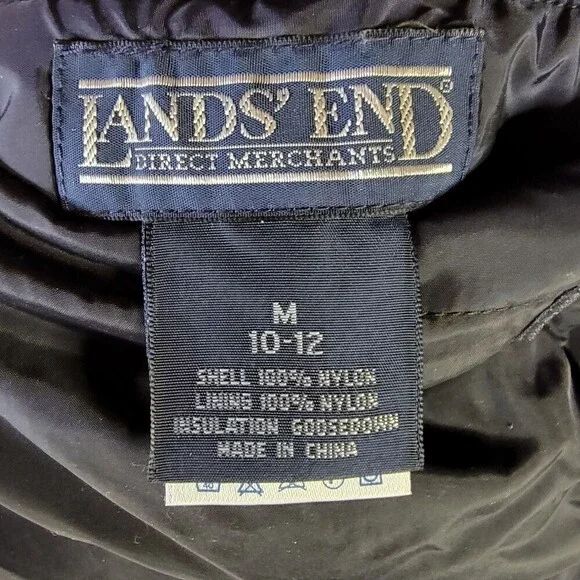 LANDS' END®
DIRECT MERCHANTS
M
10-12
SHELL 100% NYLON
LINING 100% NYLON
INSULATION GOOSEDOWN
MADE IN CHINA